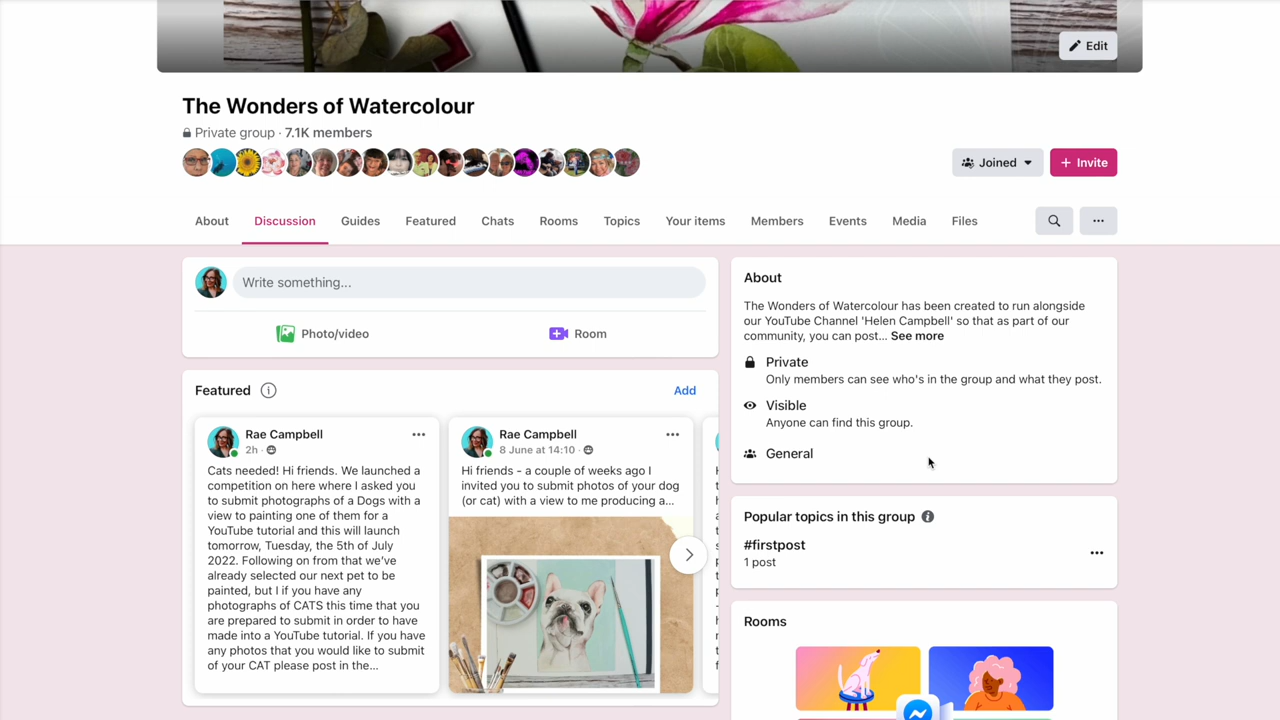 Edit
The Wonders of Watercolour
Private group · 7.1K members
Joined
+ Invite
About
Discussion
Guides
Featured
Chats
Rooms
Topics
Your items
Members
Events
Media
Files
Write something...
Photo/video
Room
Featured
Add
Rae Campbell
2h ·
Cats needed! Hi friends. We launched a
competition on here where I asked you
to submit photographs of a Dogs with a
view to painting one of them for a
YouTube tutorial and this will launch
tomorrow, Tuesday, the 5th of July
2022. Following on from that we've
already selected our next pet to be
painted, but I if you have any
photographs of CATS this time that you
are prepared to submit in order to have
made into a YouTube tutorial. If you have
any photos that you would like to submit
of your CAT please post in the...
Rae Campbell
8 June at 14:10 ·
Hi friends - a couple of weeks ago I
invited you to submit photos of your dog
(or cat) with a view to me producing a...
About
The Wonders of Watercolour has been created to run alongside
our YouTube Channel 'Helen Campbell' so that as part of our
community, you can post... See more
Private
Only members can see who's in the group and what they post.
Visible
Anyone can find this group.
General
Popular topics in this group
#firstpost
1 post
Rooms